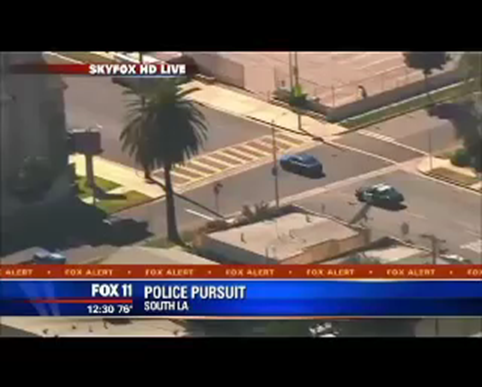 SKYFOX HD LIVE
FOX ALERT • FOX ALERT • FOX ALERT • FOX ALERT • FOX ALERT • FOX ALERT
FOX 11
POLICE PURSUIT
12:30 76°
SOUTH LA